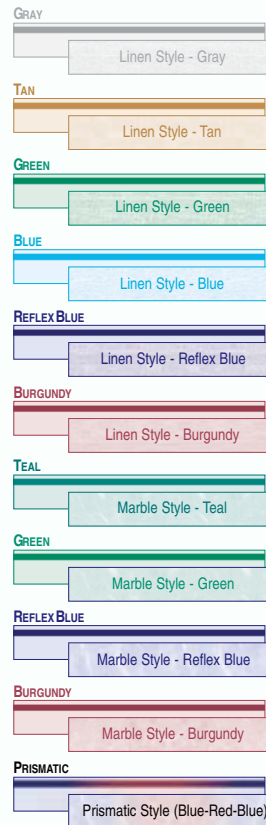 GRAY
Linen Style - Gray
TAN
Linen Style - Tan
GREEN
Linen Style - Green
BLUE
Linen Style - Blue
REFLEX BLUE
Linen Style - Reflex Blue
BURGUNDY
Linen Style - Burgundy
TEAL
Marble Style - Teal
GREEN
Marble Style - Green
REFLEX BLUE
Marble Style - Reflex Blue
BURGUNDY
Marble Style - Burgundy
PRISMATIC
Prismatic Style (Blue-Red-Blue)